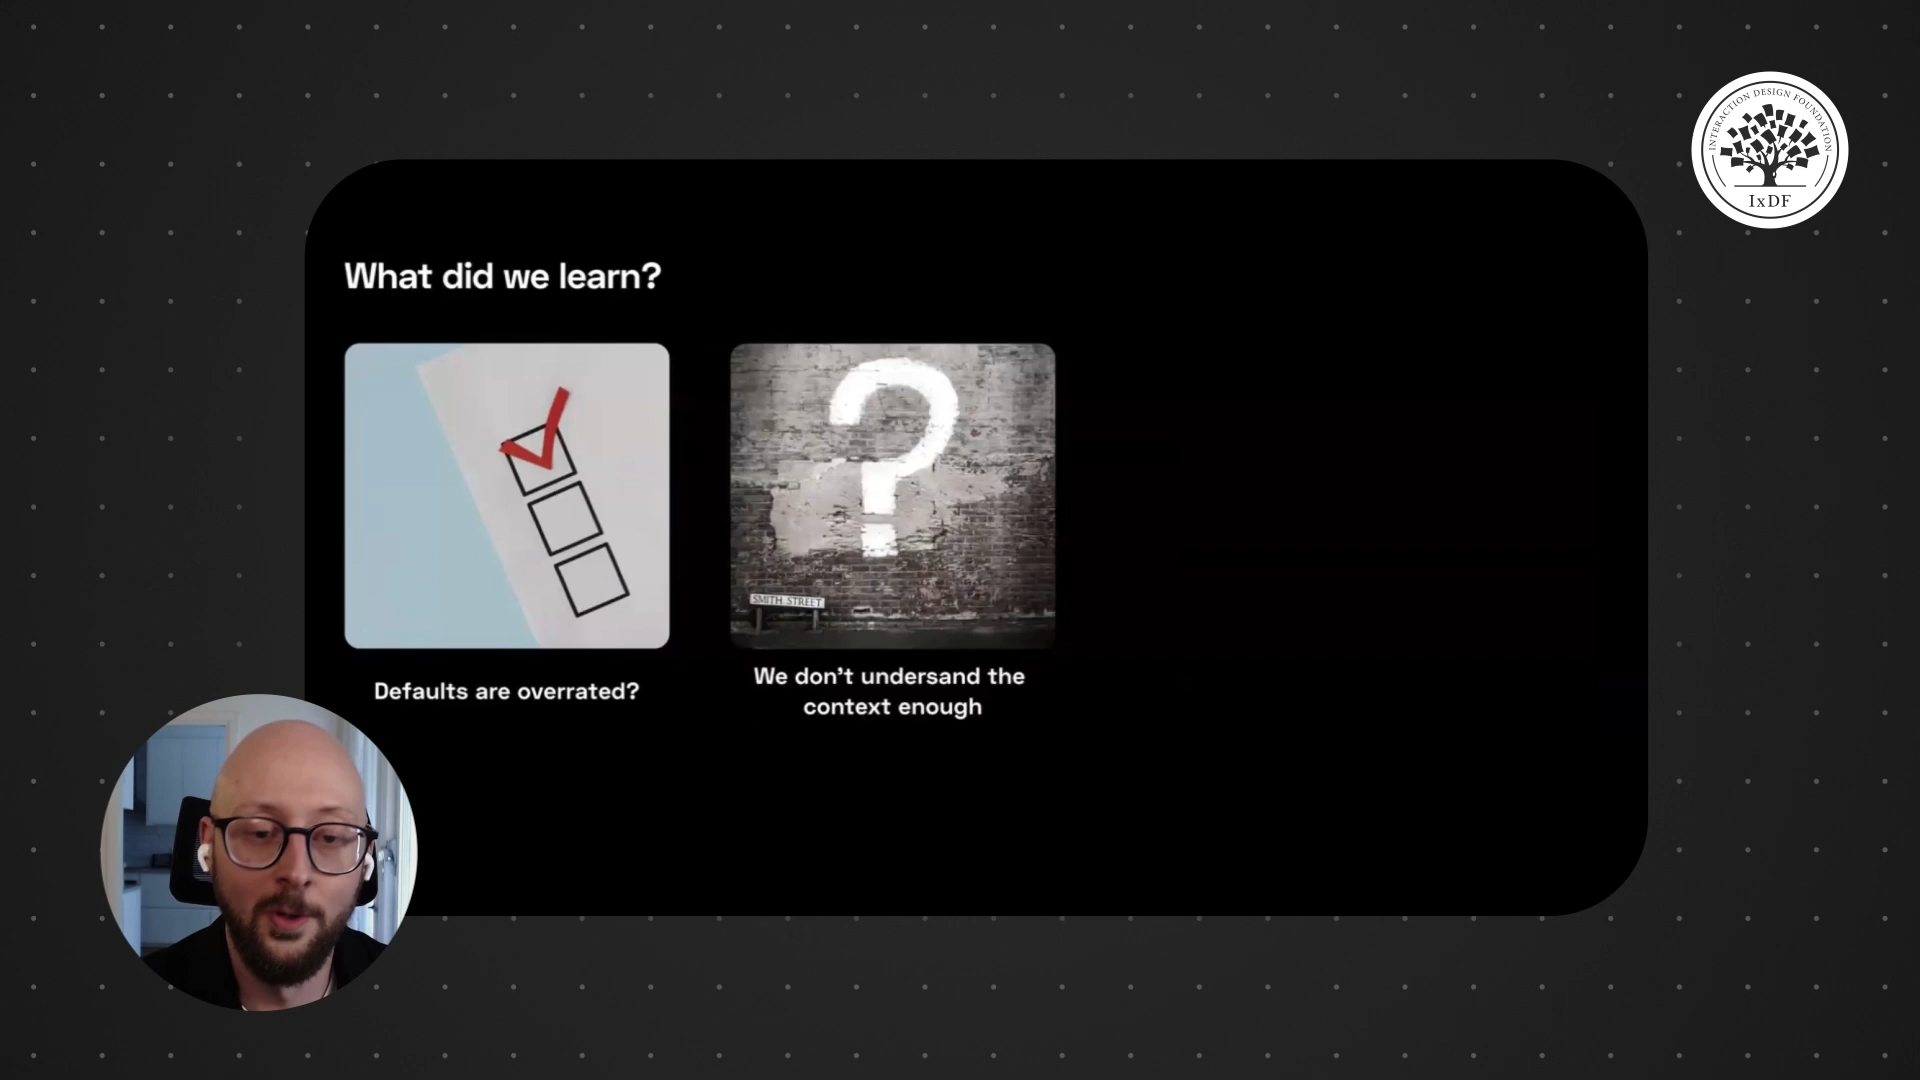 INTERACTION DESIGN FOUNDATION
IxDF
What did we learn?
SMITH STREET
Defaults are overrated?
We don't undersand the
context enough